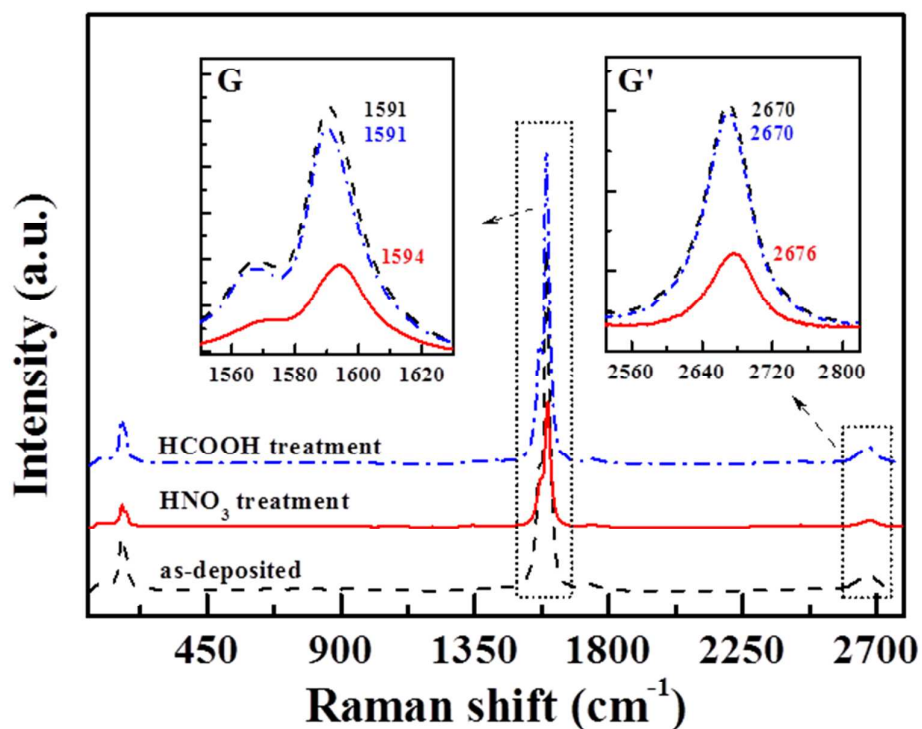 G
1591
1591
1594
1560 1580 1600 1620
G'
2670
2670
2676
2560 2640 2720 2800
HCOOH treatment
HNO₃ treatment
as-deposited
450 900 1350 1800 2250 2700
Raman shift (cm⁻¹)
Intensity (a.u.)